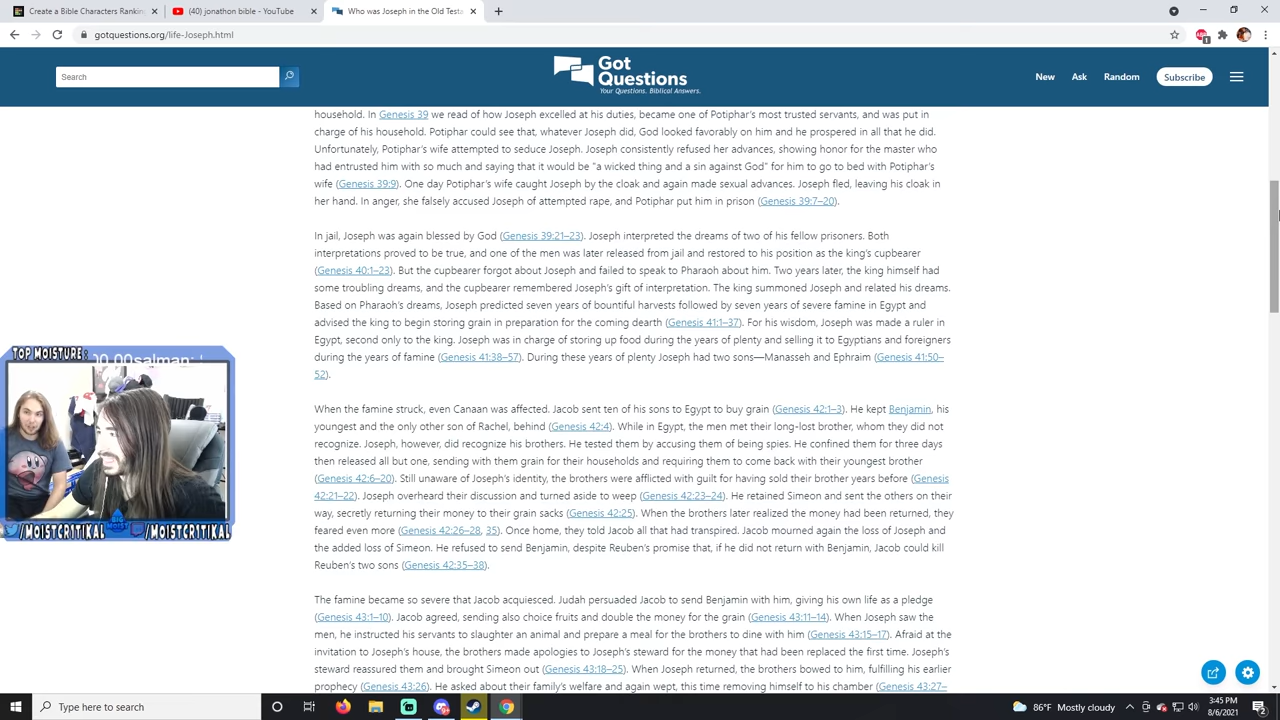 Create a Bible Characters Ranking
(40) jonathon bible - YouTube
Who was Joseph in the Old Testa
gotquestions.org/life-Joseph.html
Search
Got
Questions
Your Questions. Biblical Answers.
New
Ask
Random
Subscribe
household. In Genesis 39 we read of how Joseph excelled at his duties, became one of Potiphar's most trusted servants, and was put in
charge of his household. Potiphar could see that, whatever Joseph did, God looked favorably on him and he prospered in all that he did.
Unfortunately, Potiphar's wife attempted to seduce Joseph. Joseph consistently refused her advances, showing honor for the master who
had entrusted him with so much and saying that it would be "a wicked thing and a sin against God" for him to go to bed with Potiphar's
wife (Genesis 39:9). One day Potiphar's wife caught Joseph by the cloak and again made sexual advances. Joseph fled, leaving his cloak in
her hand. In anger, she falsely accused Joseph of attempted rape, and Potiphar put him in prison (Genesis 39:7–20).
In jail, Joseph was again blessed by God (Genesis 39:21–23). Joseph interpreted the dreams of two of his fellow prisoners. Both
interpretations proved to be true, and one of the men was later released from jail and restored to his position as the king's cupbearer
(Genesis 40:1–23). But the cupbearer forgot about Joseph and failed to speak to Pharaoh about him. Two years later, the king himself had
some troubling dreams, and the cupbearer remembered Joseph's gift of interpretation. The king summoned Joseph and related his dreams.
Based on Pharaoh's dreams, Joseph predicted seven years of bountiful harvests followed by seven years of severe famine in Egypt and
advised the king to begin storing grain in preparation for the coming dearth (Genesis 41:1–37). For his wisdom, Joseph was made a ruler in
Egypt, second only to the king. Joseph was in charge of storing up food during the years of plenty and selling it to Egyptians and foreigners
during the years of famine (Genesis 41:38–57). During these years of plenty Joseph had two sons—Manasseh and Ephram (Genesis 41:50–
52).
When the famine struck, even Canaan was affected. Jacob sent ten of his sons to Egypt to buy grain (Genesis 42:1–3). He kept Benjamin, his
youngest and the only other son of Rachel, behind (Genesis 42:4). While in Egypt, the men met their long-lost brother, whom they did not
recognize. Joseph, however, did recognize his brothers. He tested them by accusing them of being spies. He confined them for three days
then released all but one, sending with them grain for their households and requiring them to come back with their youngest brother
(Genesis 42:6–20). Still unaware of Joseph's identity, the brothers were afflicted with guilt for having sold their brother years before (Genesis
42:21–22). Joseph overheard their discussion and turned aside to weep (Genesis 42:23–24). He retained Simeon and sent the others on their
way, secretly returning their money to their grain sacks (Genesis 42:25). When the brothers later realized the money had been returned, they
feared even more (Genesis 42:26–28, 35). Once home, they told Jacob all that had transpired. Jacob mourned again the loss of Joseph and
the added loss of Simeon. He refused to send Benjamin, despite Reuben's promise that, if he did not return with Benjamin, Jacob could kill
Reuben's two sons (Genesis 42:35–38).
The famine became so severe that Jacob acquiesced. Judah persuaded Jacob to send Benjamin with him, giving his own life as a pledge
(Genesis 43:1–10). Jacob agreed, sending also choice fruits and double the money for the grain (Genesis 43:11–14). When Joseph saw the
men, he instructed his servants to slaughter an animal and prepare a meal for the brothers to dine with him (Genesis 43:15–17). Afraid at the
invitation to Joseph's house, the brothers made apologies to Joseph's steward for the money that had been replaced the first time. Joseph's
steward reassured them and brought Simeon out (Genesis 43:18–25). When Joseph returned, the brothers bowed to him, fulfilling his earlier
prophecy (Genesis 43:26). He asked about their family's welfare and again wept, this time removing himself to his chamber (Genesis 43:27–
TOP MOISTURE: 00.00salman:
BIG
MOIST
/MOISTCRITIKAL
/MOISTCRITIKAL
Type here to search
86°F Mostly cloudy
3:45 PM
8/6/2021
2